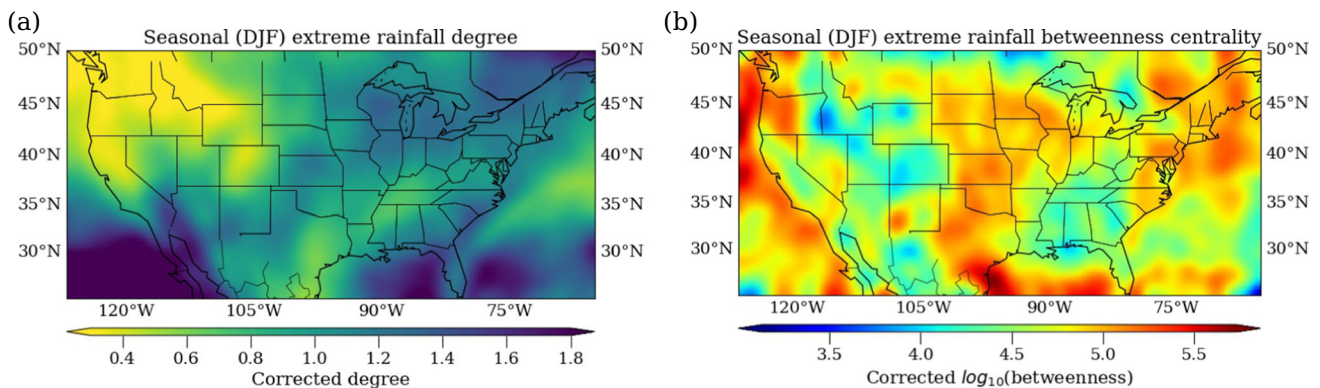 (a)
Seasonal (DJF) extreme rainfall degree
50°N
50°N
45°N
45°N
40°N
40°N
35°N
35°N
30°N
30°N
120°W 105°W 90°W 75°W
0.4 0.6 0.8 1.0 1.2 1.4 1.6 1.8
Corrected degree
(b)
Seasonal (DJF) extreme rainfall betweenness centrality
50°N
50°N
45°N
45°N
40°N
40°N
35°N
35°N
30°N
30°N
120°W 105°W 90°W 75°W
3.5 4.0 4.5 5.0 5.5
Corrected log₁₀(betweenness)